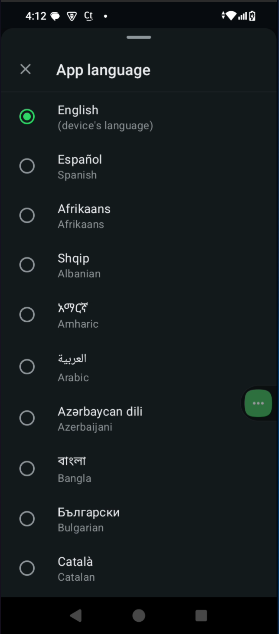 4:12
App language
English
(device's language)
Español
Spanish
Afrikaans
Afrikaans
Shqip
Albanian
አማርኛ
Amharic
العربية
Arabic
Azərbaycan dili
Azerbaijani
বাংলা
Bangla
Български
Bulgarian
Català
Catalan